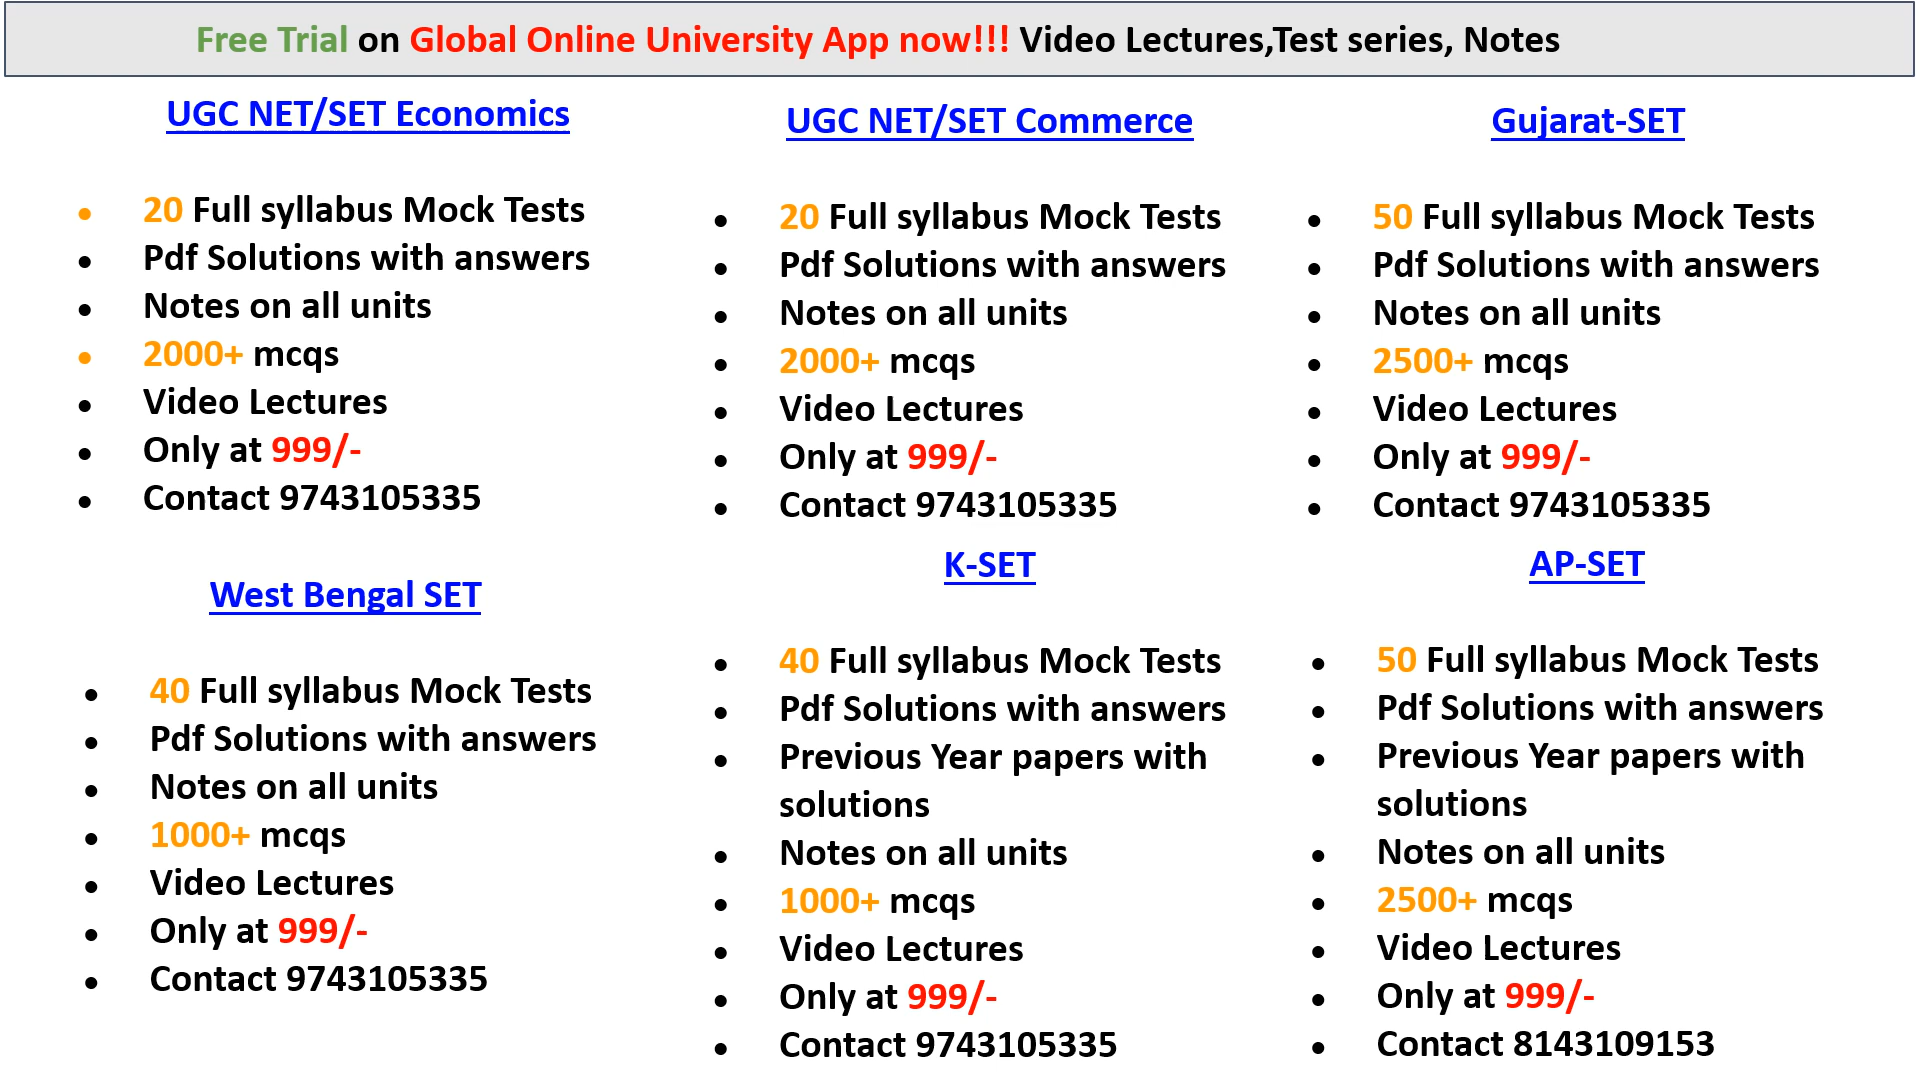 Free Trial on Global Online University App now!!! Video Lectures,Test series, Notes
UGC NET/SET Economics
• 20 Full syllabus Mock Tests
• Pdf Solutions with answers
• Notes on all units
• 2000+ mcqs
• Video Lectures
• Only at 999/-
• Contact 9743105335
UGC NET/SET Commerce
• 20 Full syllabus Mock Tests
• Pdf Solutions with answers
• Notes on all units
• 2000+ mcqs
• Video Lectures
• Only at 999/-
• Contact 9743105335
Gujarat-SET
• 50 Full syllabus Mock Tests
• Pdf Solutions with answers
• Notes on all units
• 2500+ mcqs
• Video Lectures
• Only at 999/-
• Contact 9743105335
West Bengal SET
• 40 Full syllabus Mock Tests
• Pdf Solutions with answers
• Notes on all units
• 1000+ mcqs
• Video Lectures
• Only at 999/-
• Contact 9743105335
K-SET
• 40 Full syllabus Mock Tests
• Pdf Solutions with answers
• Previous Year papers with
solutions
• Notes on all units
• 1000+ mcqs
• Video Lectures
• Only at 999/-
• Contact 9743105335
AP-SET
• 50 Full syllabus Mock Tests
• Pdf Solutions with answers
• Previous Year papers with
solutions
• Notes on all units
• 2500+ mcqs
• Video Lectures
• Only at 999/-
• Contact 8143109153